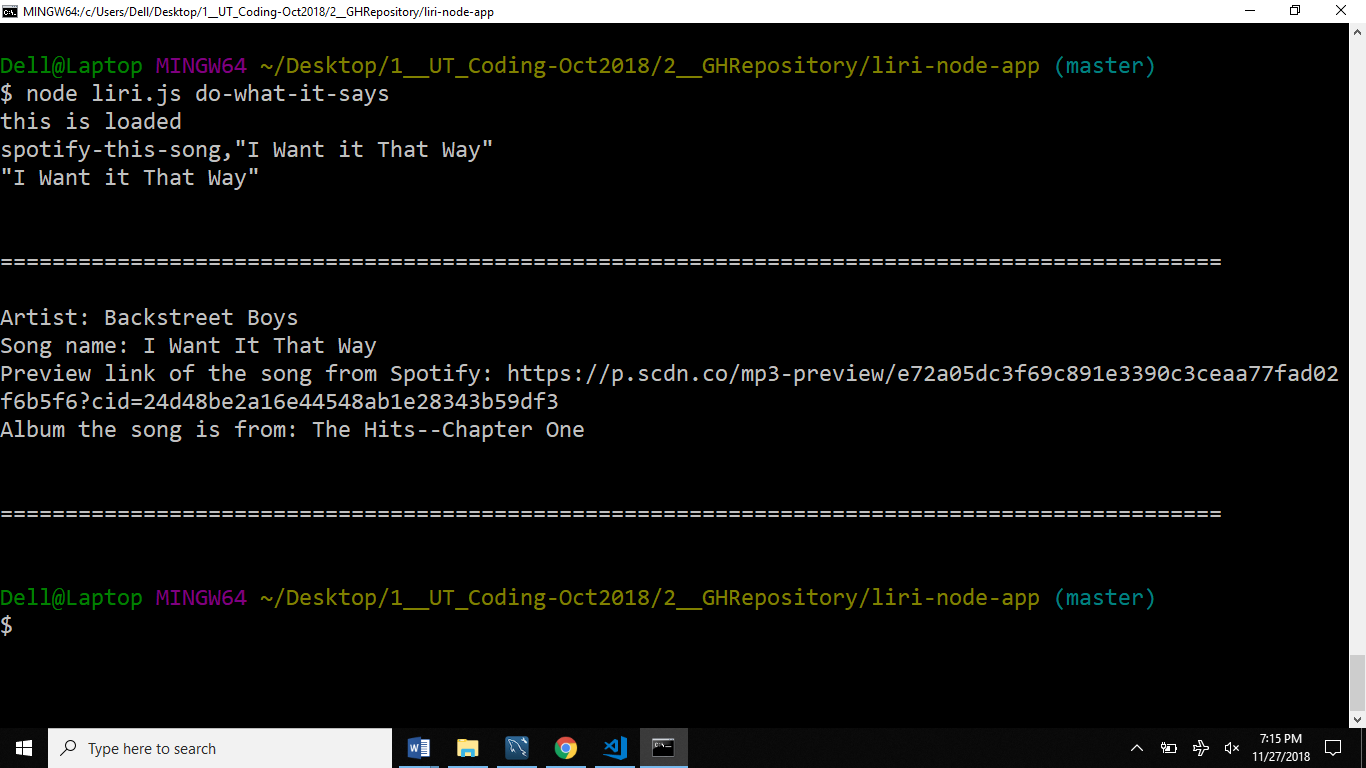 MINGW64:/c/Users/Dell/Desktop/1__UT_Coding-Oct2018/2__GHRepository/liri-node-app
Dell@Laptop MINGW64 ~/Desktop/1__UT_Coding-Oct2018/2__GHRepository/liri-node-app (master)
$ node liri.js do-what-it-says
this is loaded
spotify-this-song,"I Want it That Way"
"I Want it That Way"
==============================================================================================
Artist: Backstreet Boys
Song name: I Want It That Way
Preview link of the song from Spotify: https://p.scdn.co/mp3-preview/e72a05dc3f69c891e3390c3ceaa77fad02
f6b5f6?cid=24d48be2a16e44548ab1e28343b59df3
Album the song is from: The Hits--Chapter One
==============================================================================================
Dell@Laptop MINGW64 ~/Desktop/1__UT_Coding-Oct2018/2__GHRepository/liri-node-app (master)
$
Type here to search
7:15 PM
11/27/2018